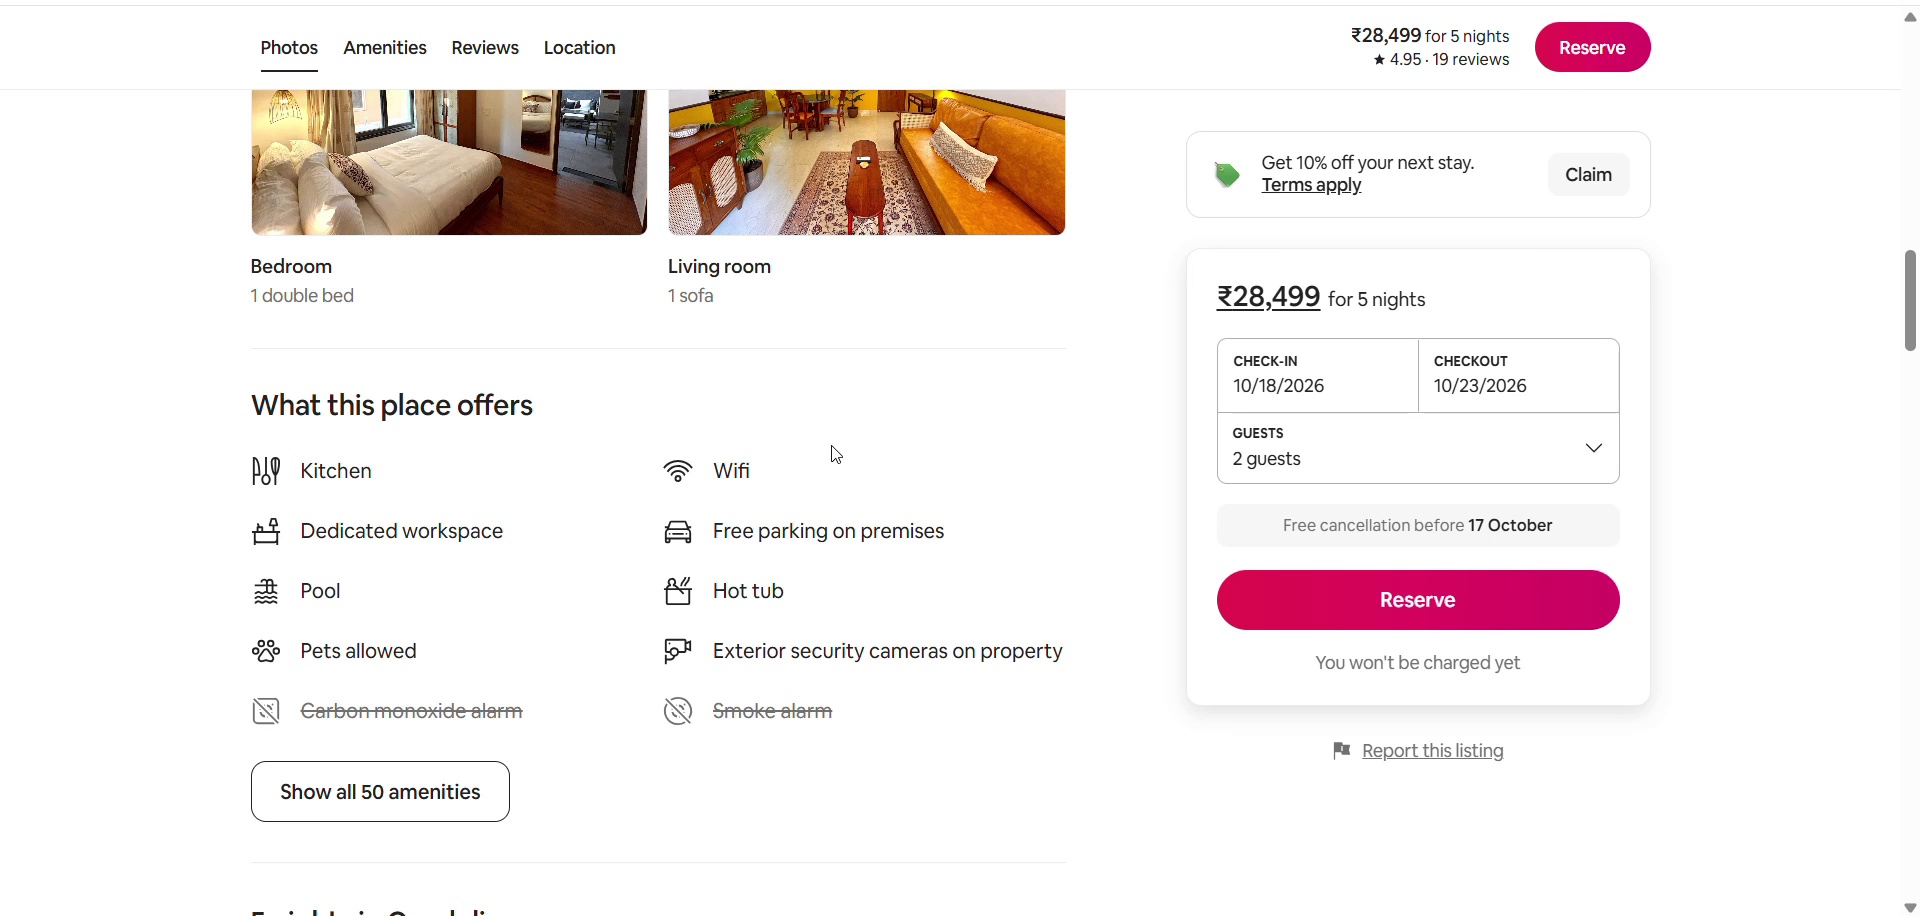 Photos Amenities Reviews Location
₹28,499 for 5 nights
★ 4.95 · 19 reviews
Reserve
Bedroom
1 double bed
Living room
1 sofa
What this place offers
Kitchen
Wifi
Dedicated workspace
Free parking on premises
Pool
Hot tub
Pets allowed
Exterior security cameras on property
Carbon monoxide alarm
Smoke alarm
Show all 50 amenities
Get 10% off your next stay.
Terms apply
Claim
₹28,499 for 5 nights
CHECK-IN
10/18/2026
CHECKOUT
10/23/2026
GUESTS
2 guests
Free cancellation before 17 October
Reserve
You won't be charged yet
Report this listing